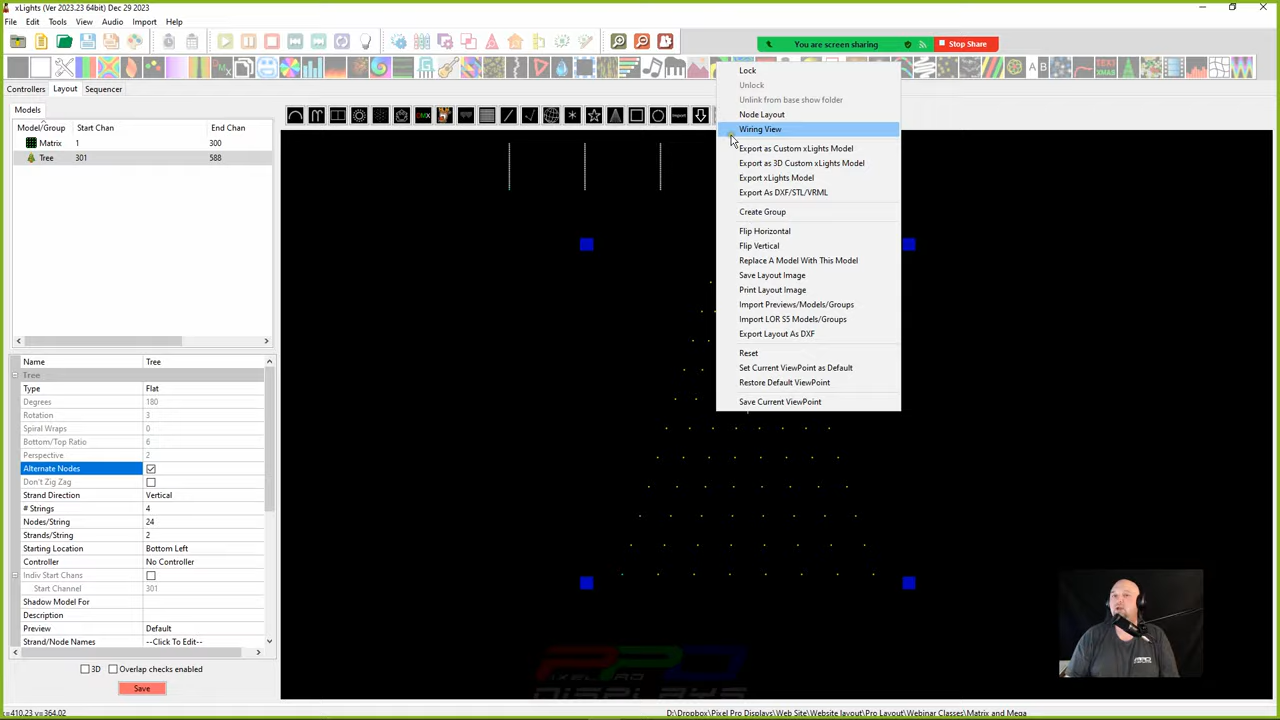 xLights (Ver 2023.23 64bit) Dec 29 2023
File Edit Tools View Audio Import Help
You are screen sharing
Stop Share
Controllers Layout Sequencer
Models
Model/Group Start Chan End Chan
Matrix 1 300
Tree 301 588
Lock
Unlock
Unlink from base show folder
Node Layout
Wiring View
Export as Custom xLights Model
Export as 3D Custom xLights Model
Export xLights Model
Export As DXF/STL/VRML
Create Group
Flip Horizontal
Flip Vertical
Replace A Model With This Model
Save Layout Image
Print Layout Image
Import Previews/Models/Groups
Import LOR S5 Models/Groups
Export Layout As DXF
Reset
Set Current ViewPoint as Default
Restore Default ViewPoint
Save Current ViewPoint
Name Tree
Tree
Type Flat
Degrees 180
Rotation 3
Spiral Wraps 0
Bottom/Top Ratio 6
Perspective 2
Alternate Nodes
Don't Zig Zag
Strand Direction Vertical
# Strings 4
Nodes/String 24
Strands/String 2
Starting Location Bottom Left
Controller No Controller
Indiv Start Chans
Start Channel 301
Shadow Model For
Description
Preview Default
Strand/Node Names --Click To Edit--
3D Overlap checks enabled
Save
PPD
PIXEL PRO
DISPLAYS
x=410.23 y=364.02
D:\Dropbox\Pixel Pro Displays\Web Site\Website layout\Pro Layout\Webinar Classes\Matrix and Mega